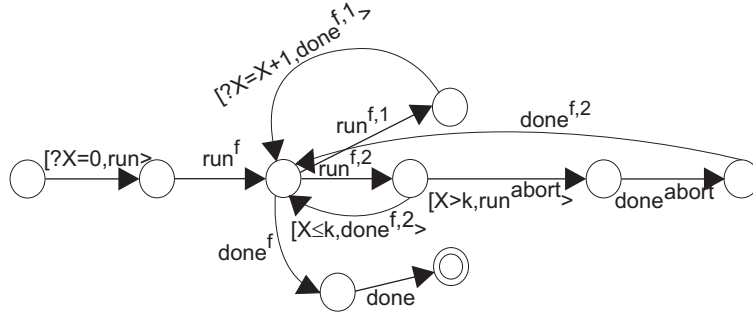 [?X=X+1,done^f,1>
run^f,1
done^f,2
[?X=0,run>
run^f
run^f,2
[X>k,run^abort>
done^abort
[X≤k,done^f,2>
done^f
done